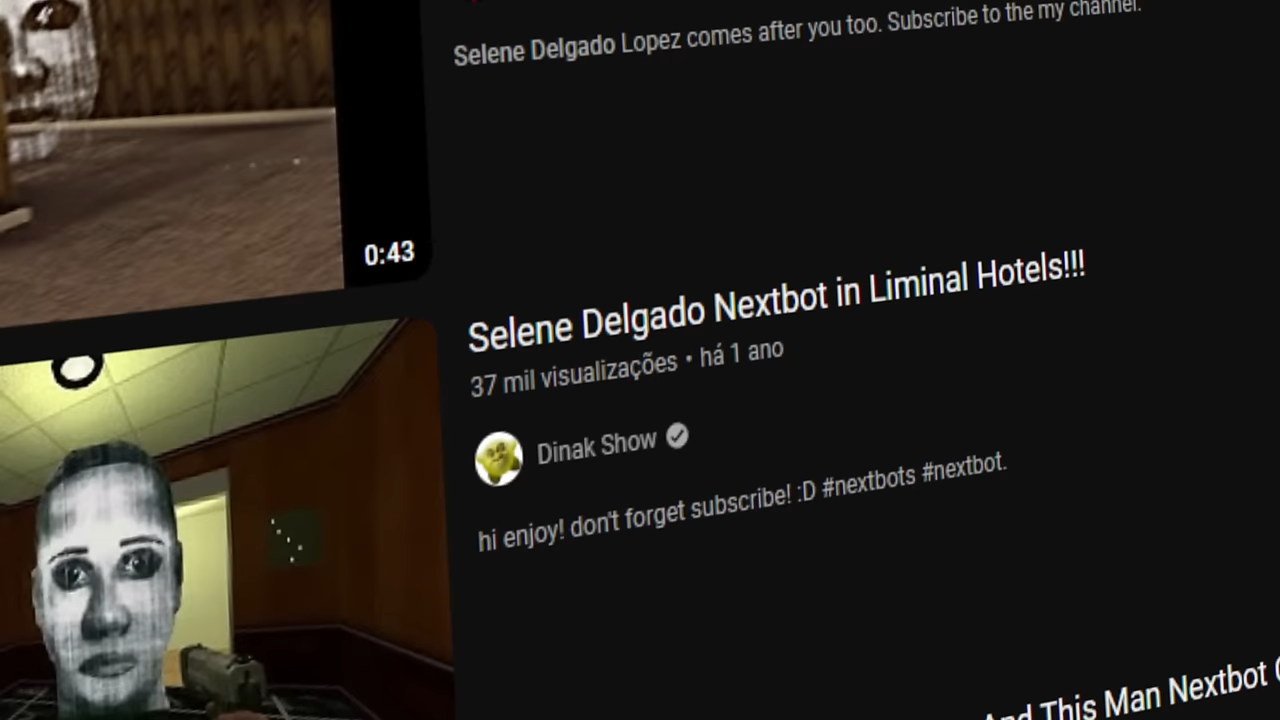 Selene Delgado Lopez comes after you too. Subscribe to the my channel.
0:43
Selene Delgado Nextbot in Liminal Hotels!!!
37 mil visualizações • há 1 ano
Dinak Show
hi enjoy! don't forget subscribe! :D #nextbots #nextbot.
And This Man Nextbot